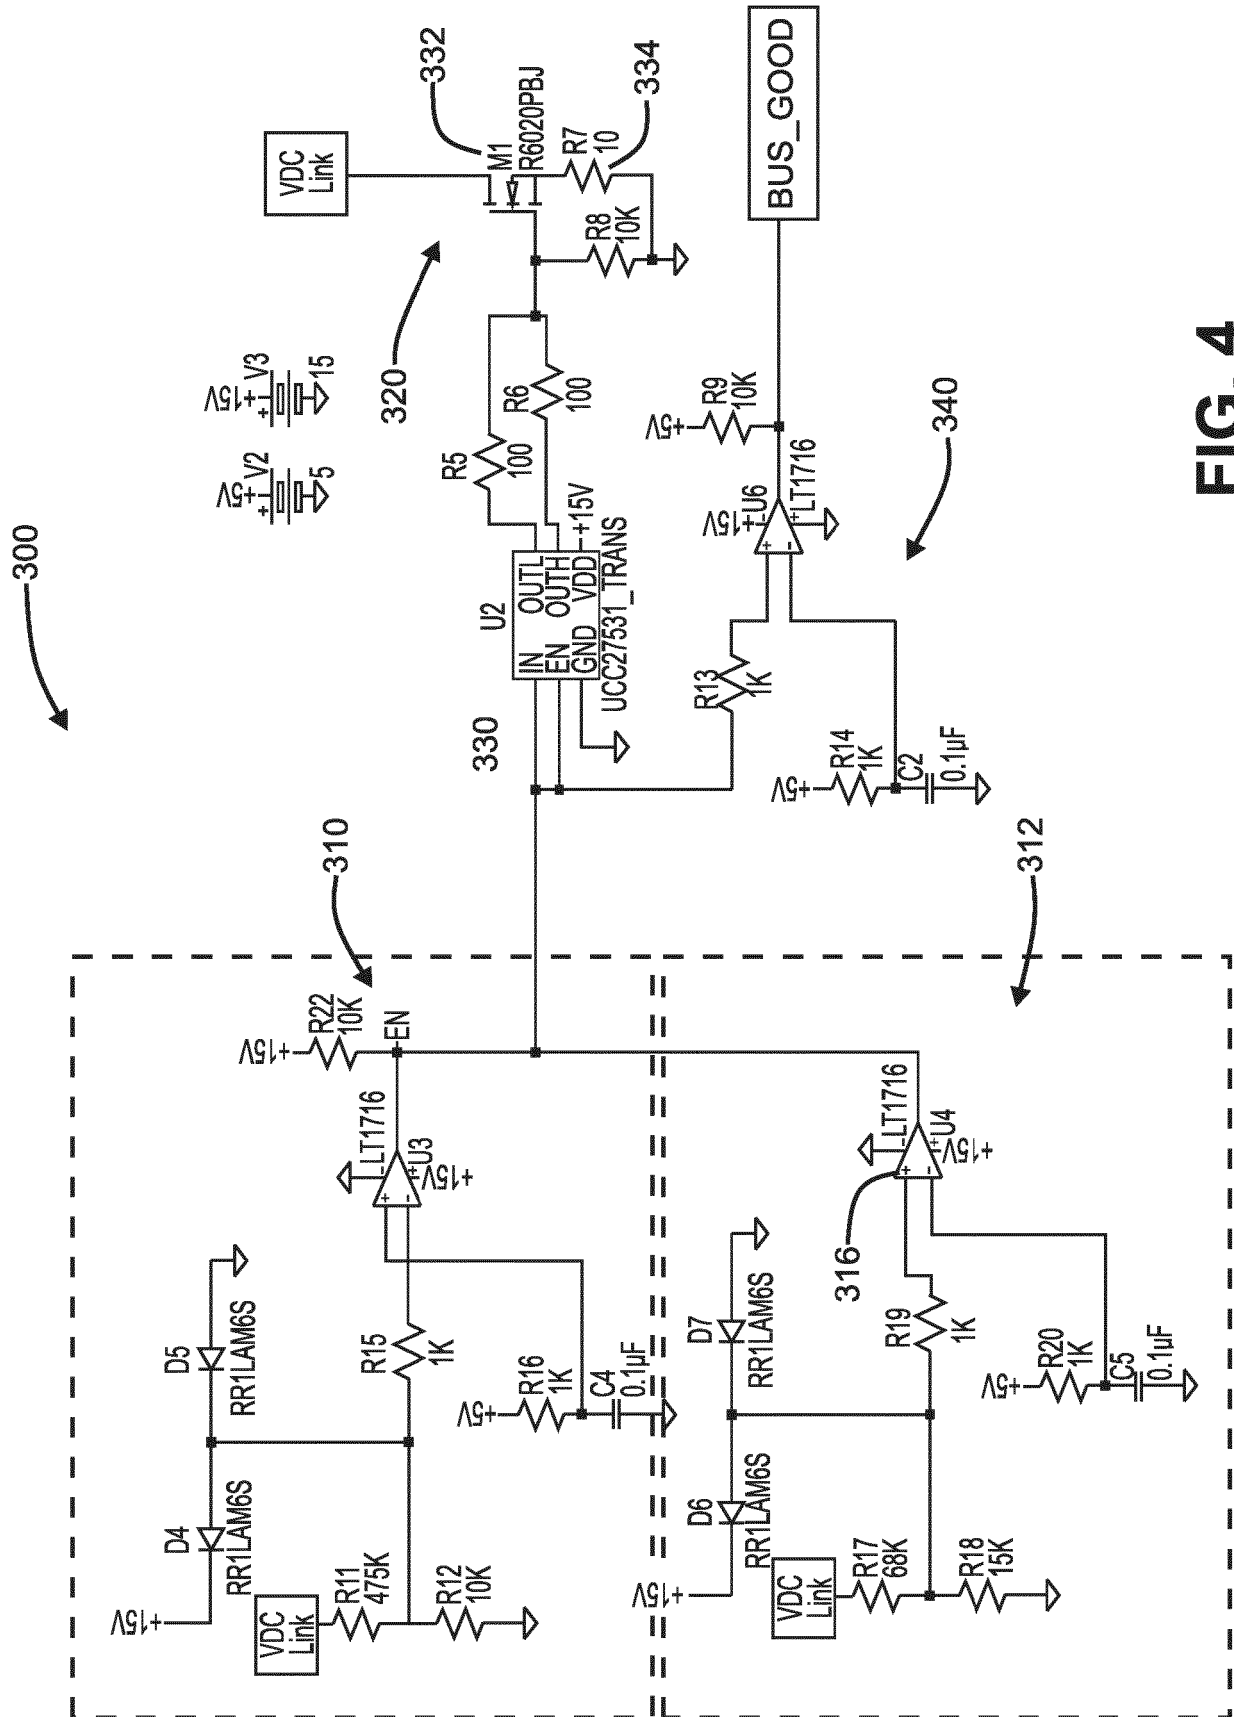 300
+5V
V2
5
+15V
V3
15
VDC
Link
332
M1
R6020PBJ
R7
10
334
320
R8
10K
R5
100
R6
100
330
U2
IN
EN
GND
OUTL
OUTH
VDD
+15V
UCC27531_TRANS
310
+15V
R22
10K
EN
LT1716
U3
+15V
D5
RR1LAM6S
D4
RR1LAM6S
+15V
R15
1K
+5V
R16
1K
C4
0.1µF
VDC
Link
R11
475K
R12
10K
312
LT1716
U4
+15V
316
D7
RR1LAM6S
D6
RR1LAM6S
+15V
R19
1K
+5V
R20
1K
C5
0.1µF
VDC
Link
R17
68K
R18
15K
R13
1K
+5V
R14
1K
C2
0.1µF
+15V
U6
LT1716
+5V
R9
10K
340
BUS_GOOD
FIG. 4